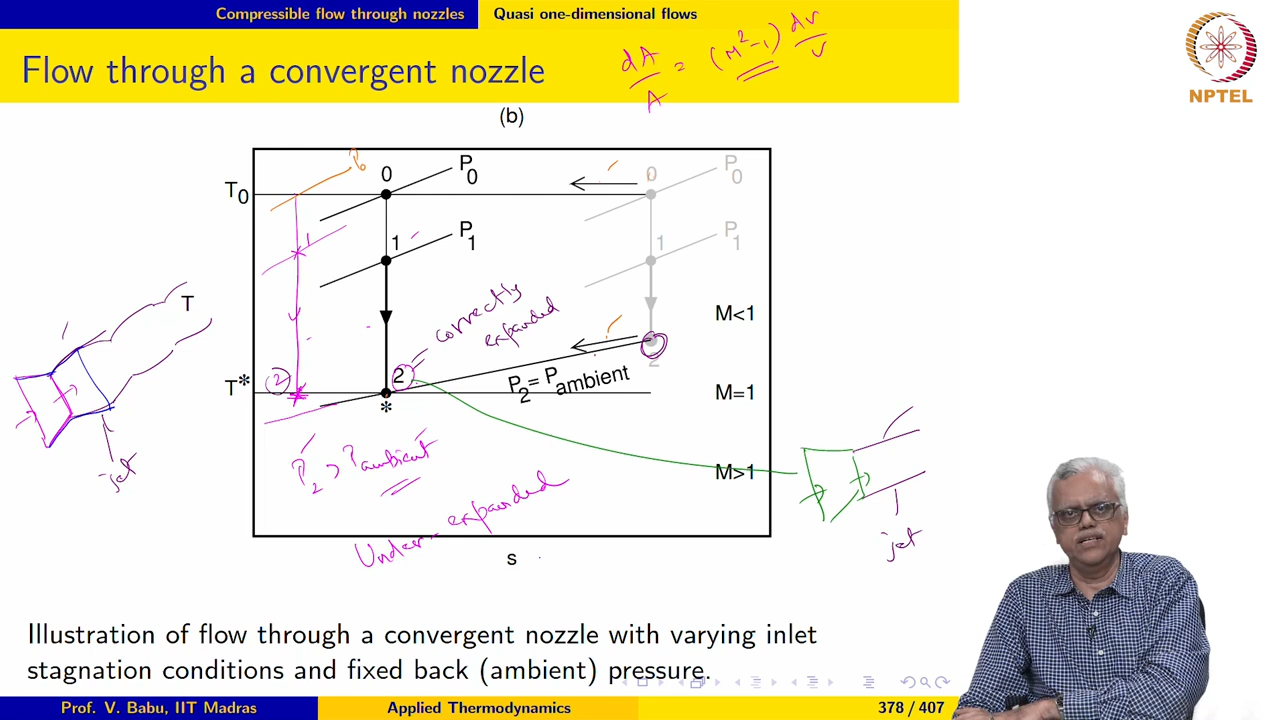 Compressible flow through nozzles Quasi one-dimensional flows
Flow through a convergent nozzle
dA/A = (M²-1) dV/V
NPTEL
(b)
P0
0 P0 0 P0
T0
1 P1 1 P1
correctly
expanded
T
M<1
2
2 2
P2 = Pambient
T* M=1
*
P2 > Pambient
M>1
jet
Under-expanded
jet
s
Illustration of flow through a convergent nozzle with varying inlet
stagnation conditions and fixed back (ambient) pressure.
Prof. V. Babu, IIT Madras Applied Thermodynamics 378 / 407